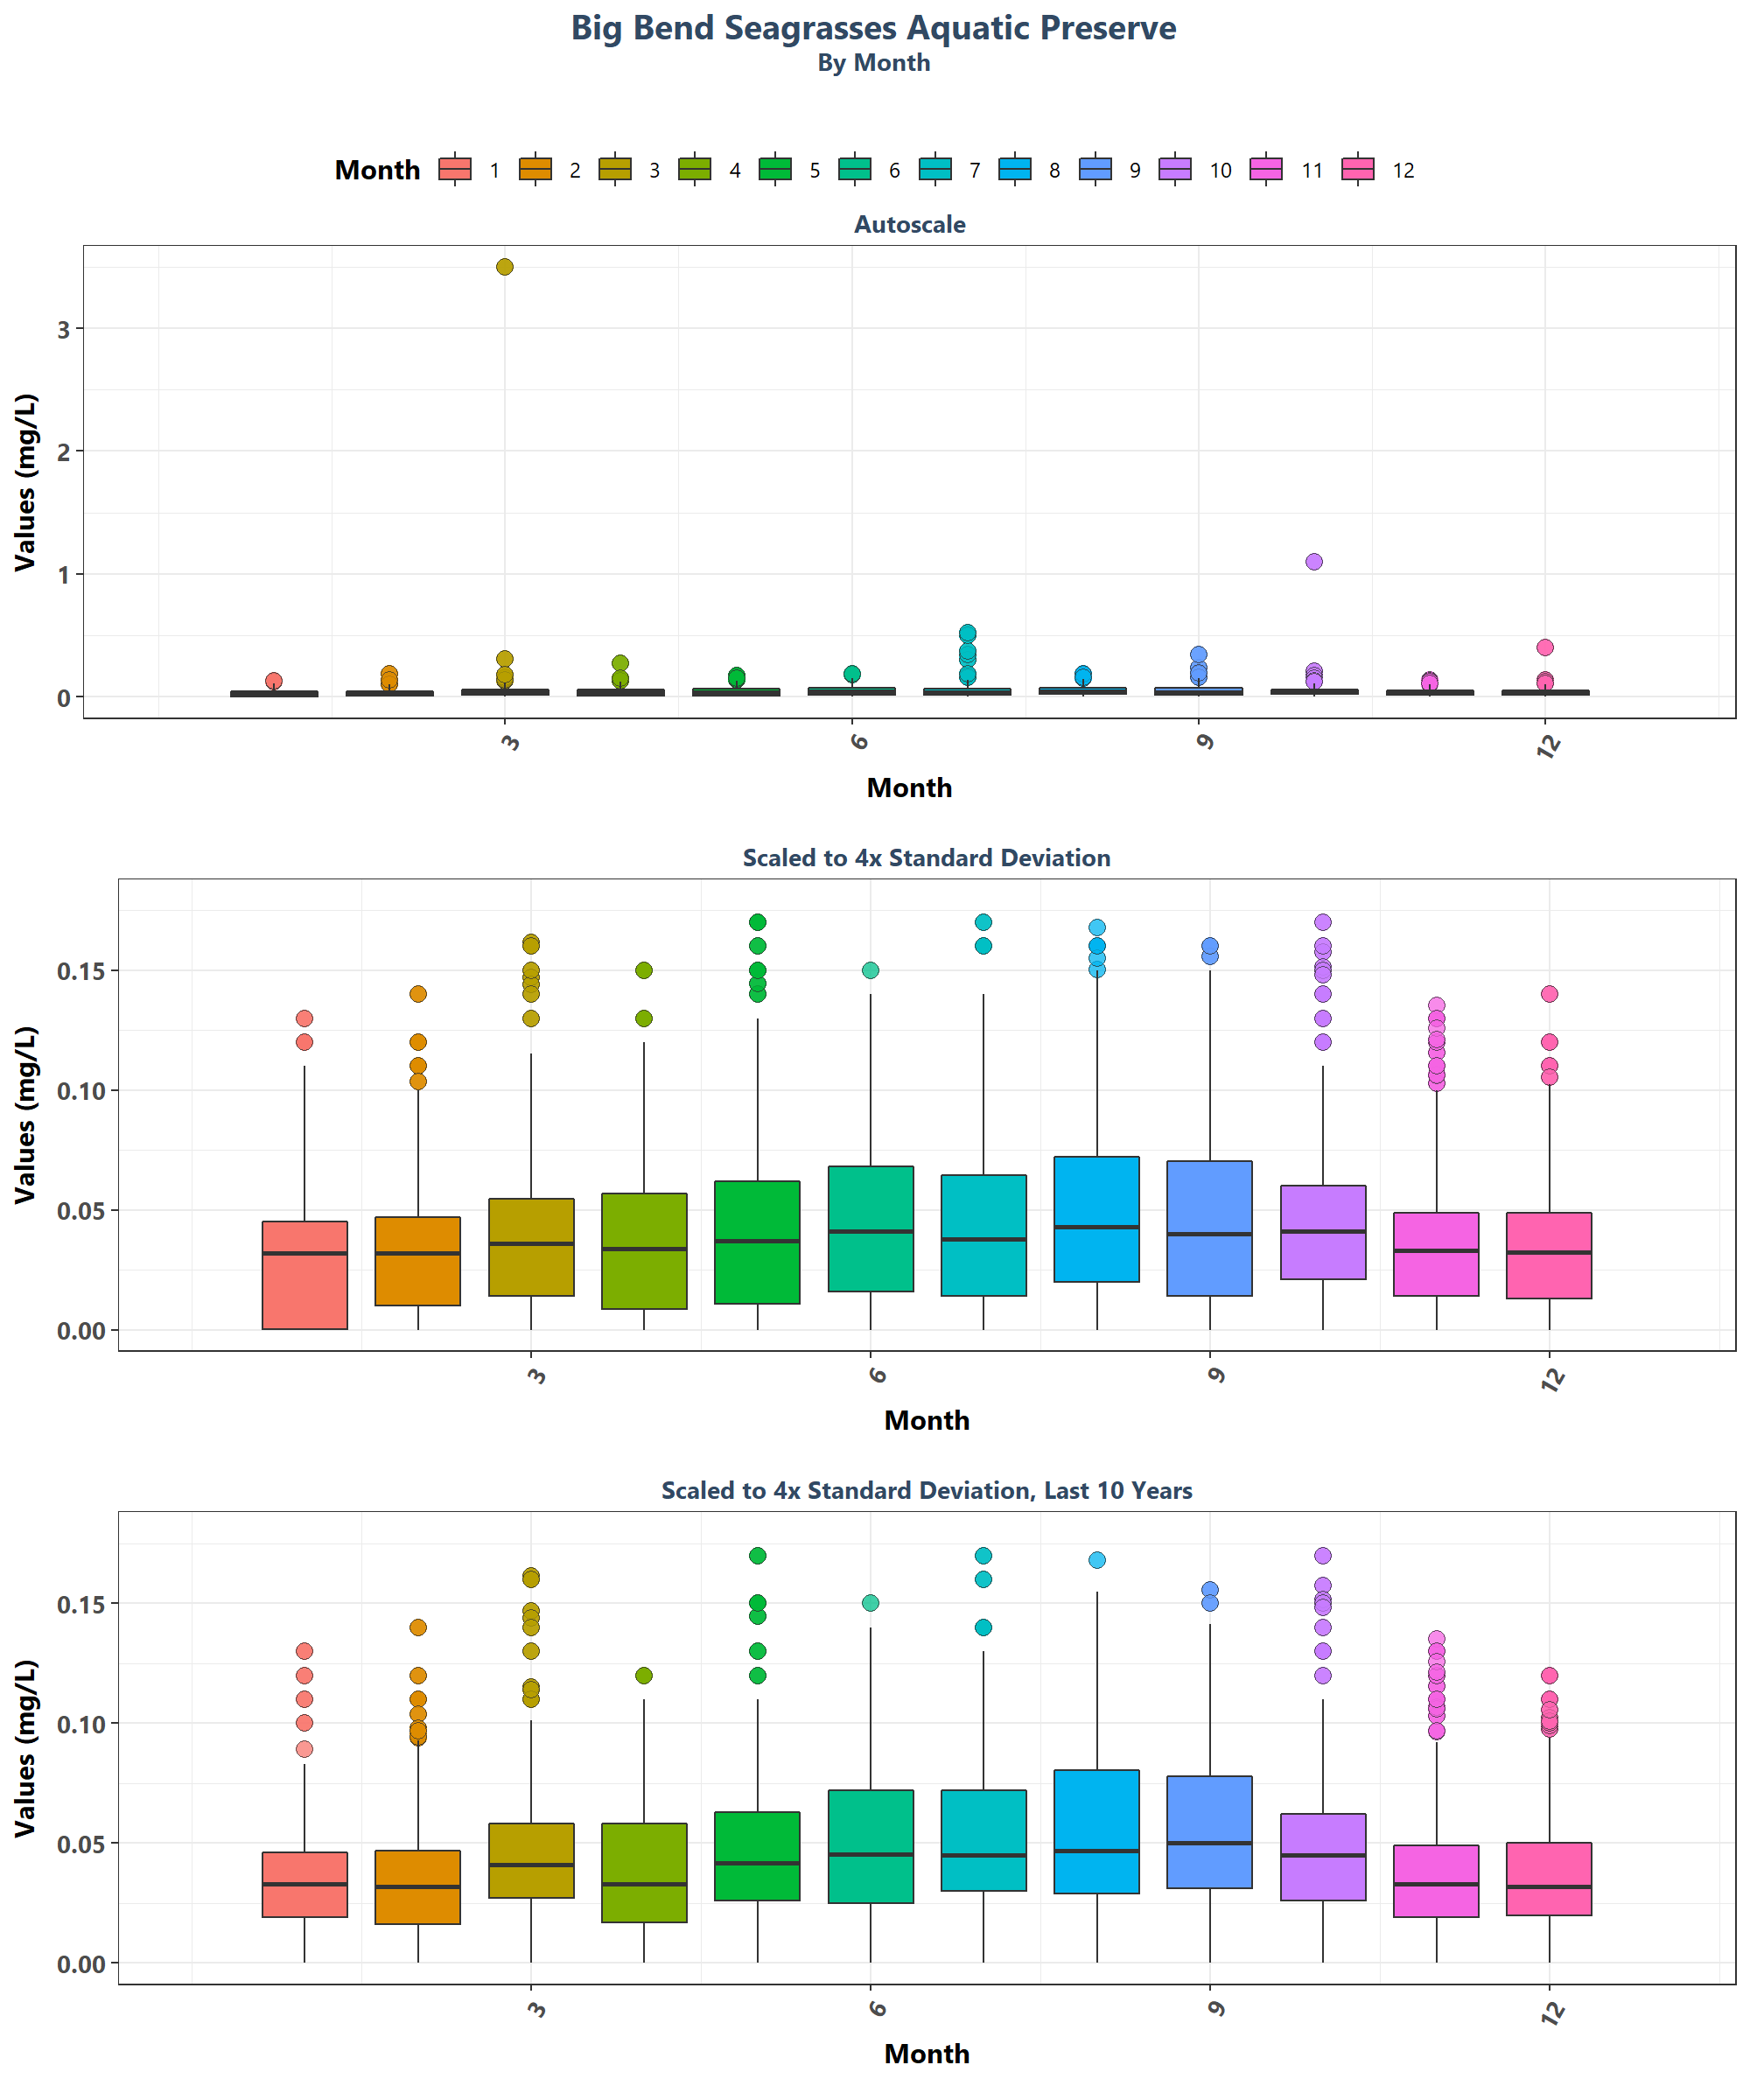 Big Bend Seagrasses Aquatic Preserve
By Month
Month 1 2 3 4 5 6 7 8 9 10 11 12
Autoscale
Values (mg/L)
3
2
1
0
3 6 9 12
Month
Scaled to 4x Standard Deviation
Values (mg/L)
0.15
0.10
0.05
0.00
3 6 9 12
Month
Scaled to 4x Standard Deviation, Last 10 Years
Values (mg/L)
0.15
0.10
0.05
0.00
3 6 9 12
Month